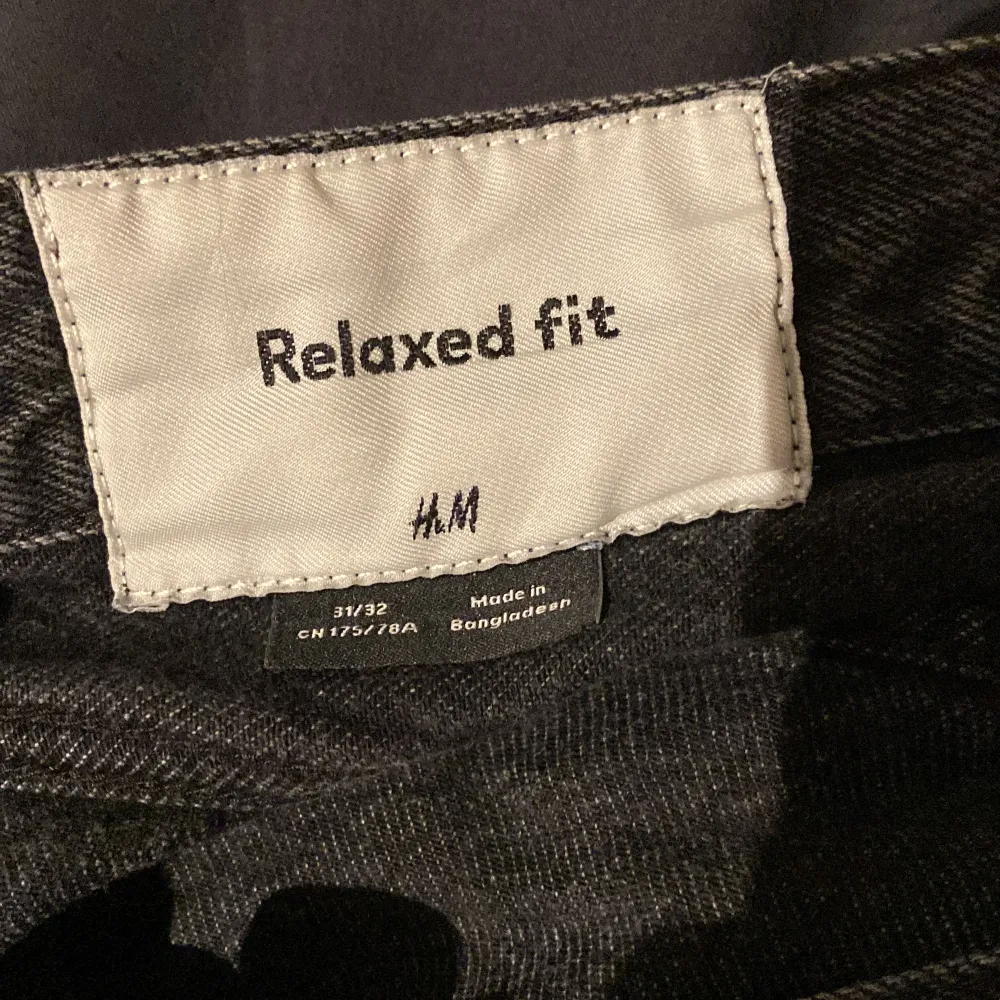 Relaxed fit
H&M
31/32
CN 175/78A
Made in
Bangladesh